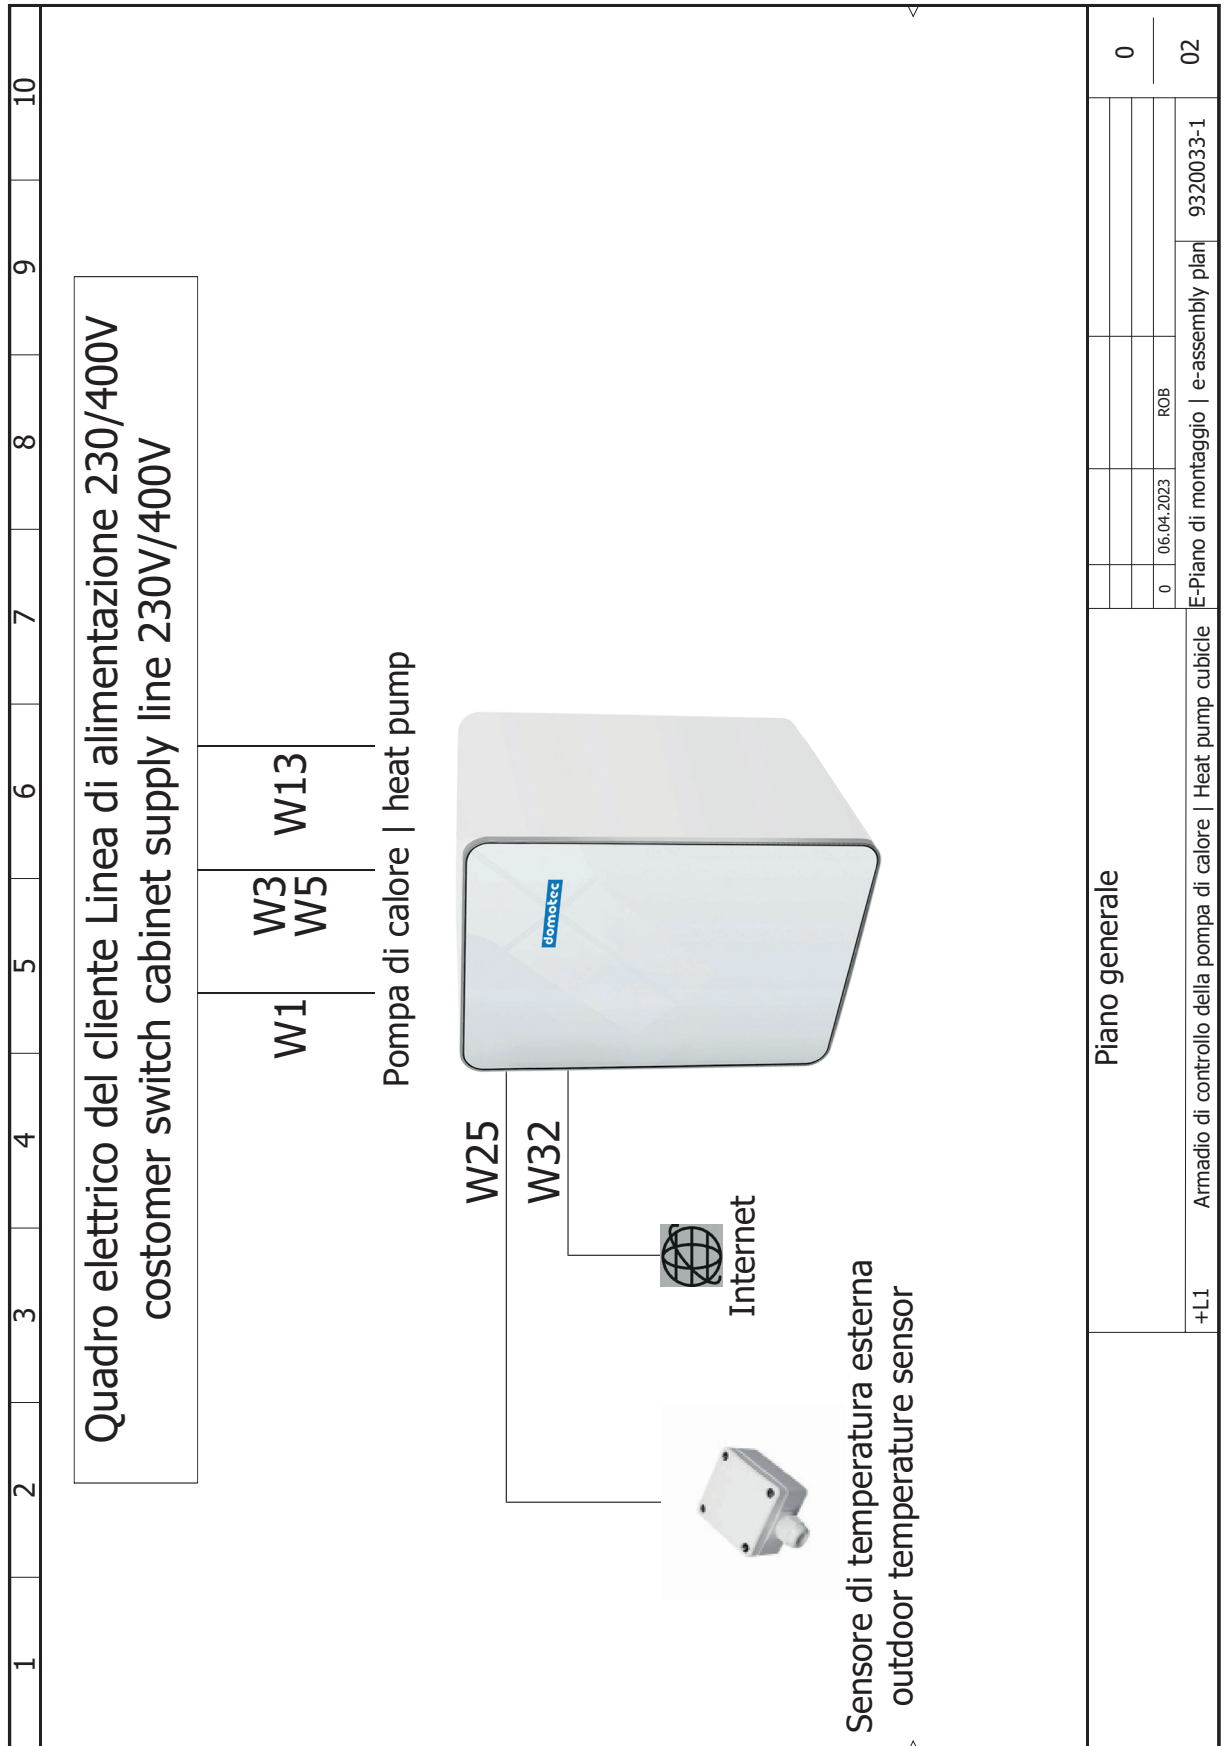 1 2 3 4 5 6 7 8 9 10
Quadro elettrico del cliente Linea di alimentazione 230/400V
costomer switch cabinet supply line 230V/400V
W1
W3
W5
W13
Pompa di calore | heat pump
domotec
W25
W32
Internet
Sensore di temperatura esterna
outdoor temperature sensor
Piano generale
+L1 Armadio di controllo della pompa di calore | Heat pump cubicle
0 06.04.2023 ROB
E-Piano di montaggio | e-assembly plan
9320033-1
0
02